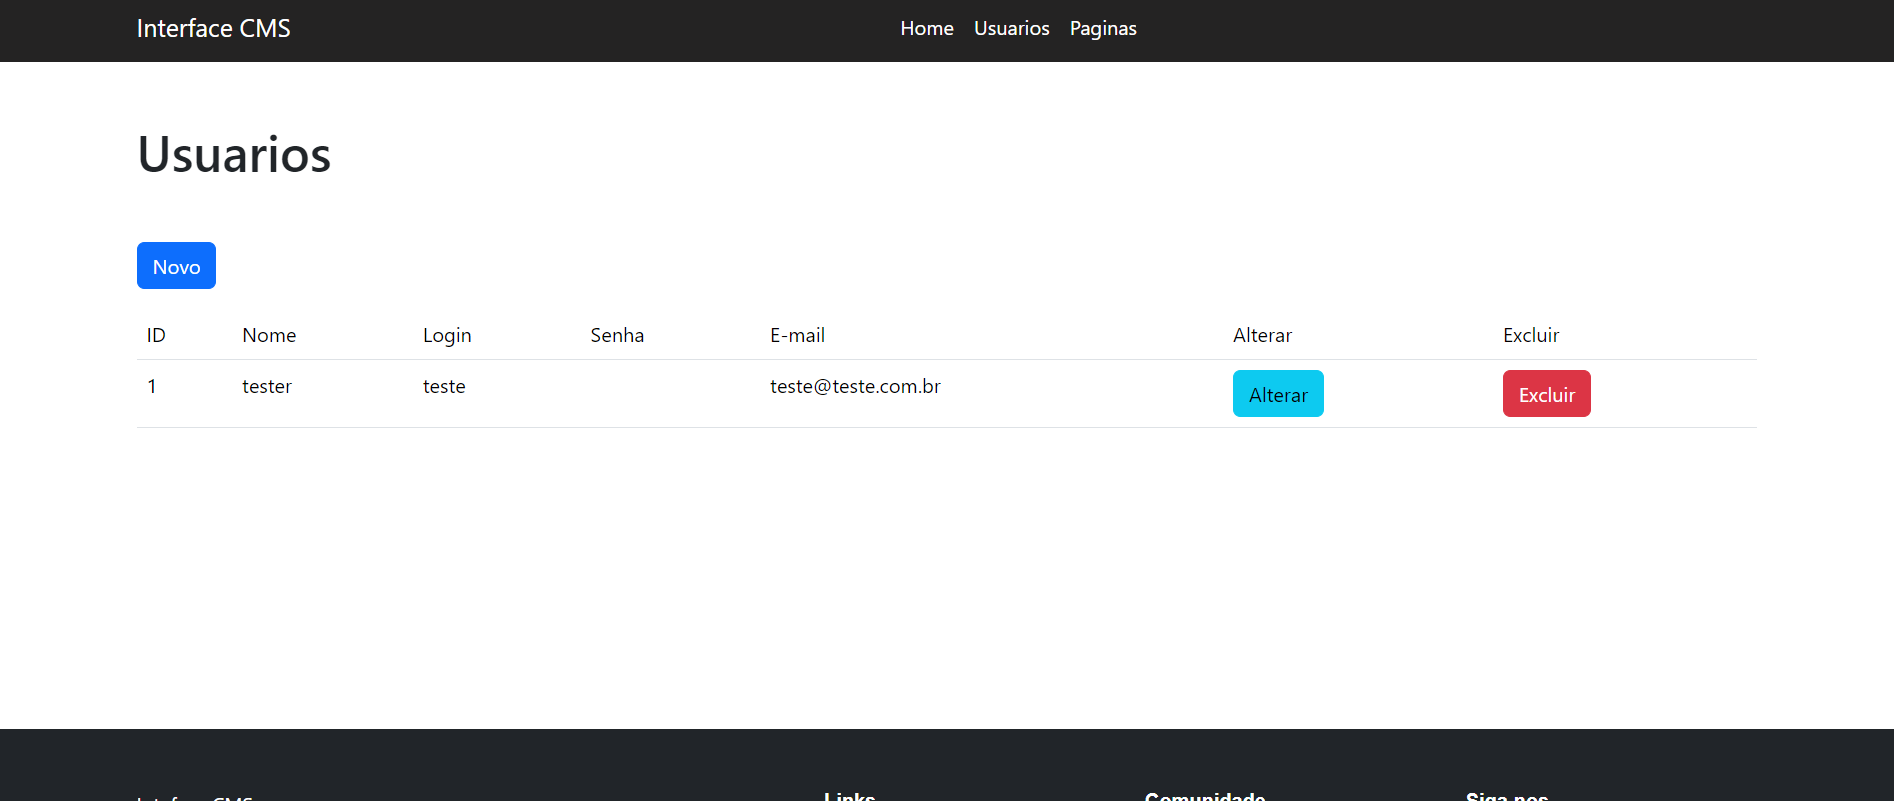 Interface CMS Home Usuarios Paginas
Usuarios
Novo
ID Nome Login Senha E-mail Alterar Excluir
1 tester teste teste@teste.com.br Alterar Excluir
Links Comunidade Siga-nos